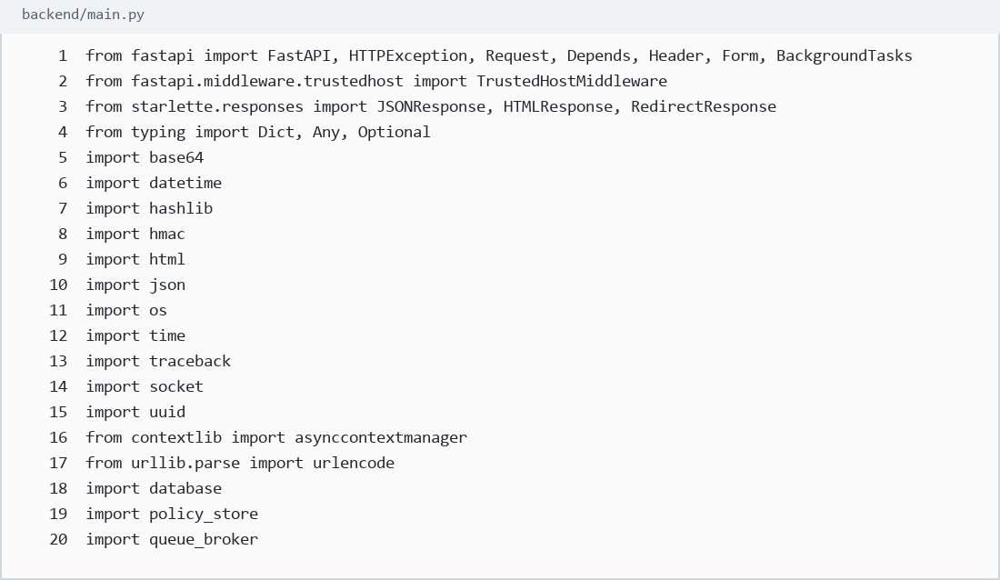 backend/main.py
1 from fastapi import FastAPI, HTTPException, Request, Depends, Header, Form, BackgroundTasks
2 from fastapi.middleware.trustedhost import TrustedHostMiddleware
3 from starlette.responses import JSONResponse, HTMLResponse, RedirectResponse
4 from typing import Dict, Any, Optional
5 import base64
6 import datetime
7 import hashlib
8 import hmac
9 import html
10 import json
11 import os
12 import time
13 import traceback
14 import socket
15 import uuid
16 from contextlib import asynccontextmanager
17 from urllib.parse import urlencode
18 import database
19 import policy_store
20 import queue_broker